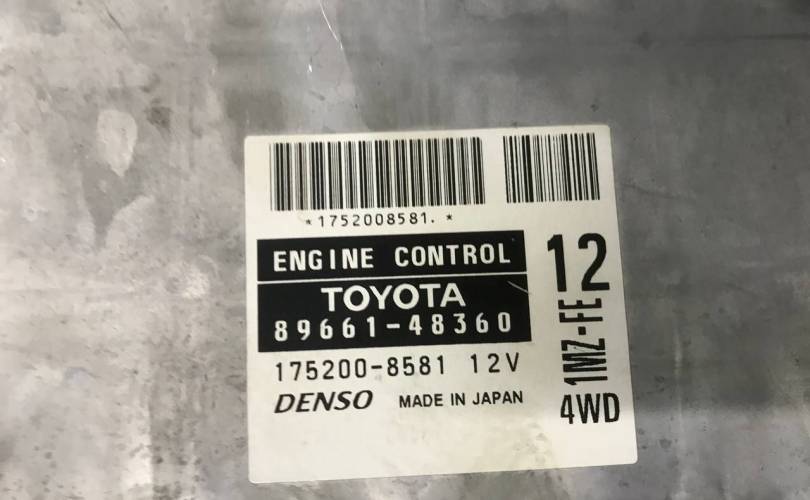 *1752008581.*
ENGINE CONTROL
TOYOTA
89661-48360
175200-8581 12V
DENSO MADE IN JAPAN
12
1MZ-FE
4WD